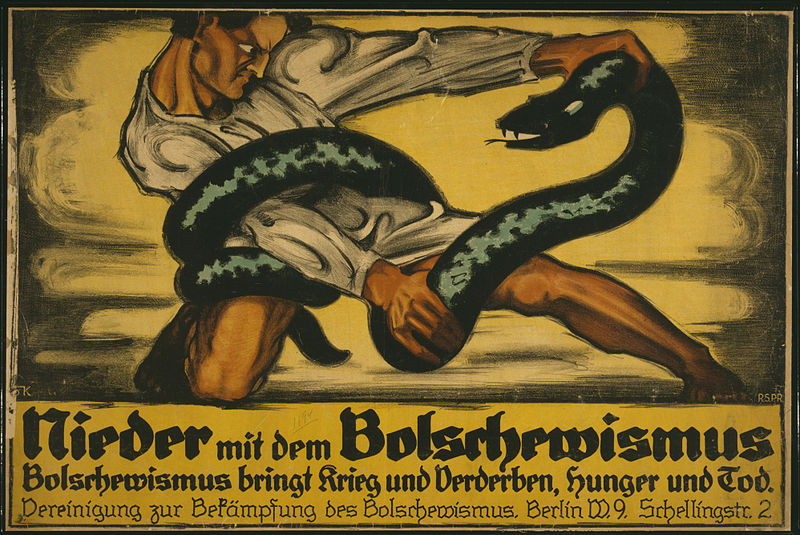 Nieder mit dem Bolschewismus
Bolschewismus bringt Krieg und Verderben, Hunger und Tod.
Vereinigung zur Bekämpfung des Bolschewismus. Berlin W. 9. Schellingstr. 2
R.S.P.R.